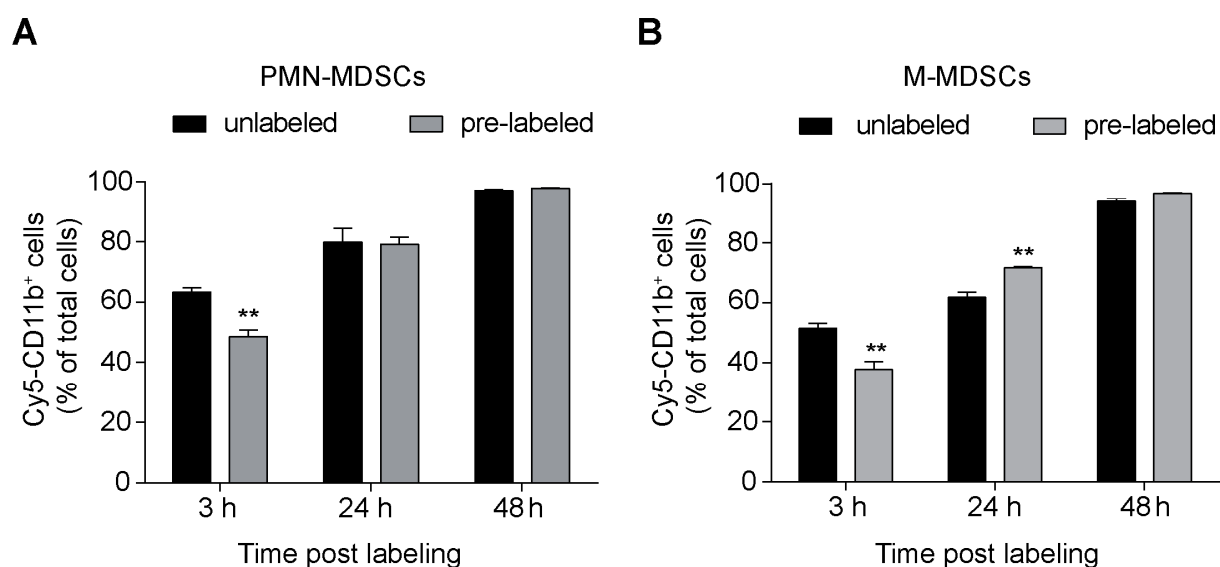 A
PMN-MDSCs
unlabeled pre-labeled
Cy5-CD11b⁺ cells
(% of total cells)
100
80
60
40
20
0
**
3 h 24 h 48h
Time post labeling
B
M-MDSCs
unlabeled pre-labeled
Cy5-CD11b⁺ cells
(% of total cells)
100
80
60
40
20
0
**
**
3 h 24 h 48h
Time post labeling